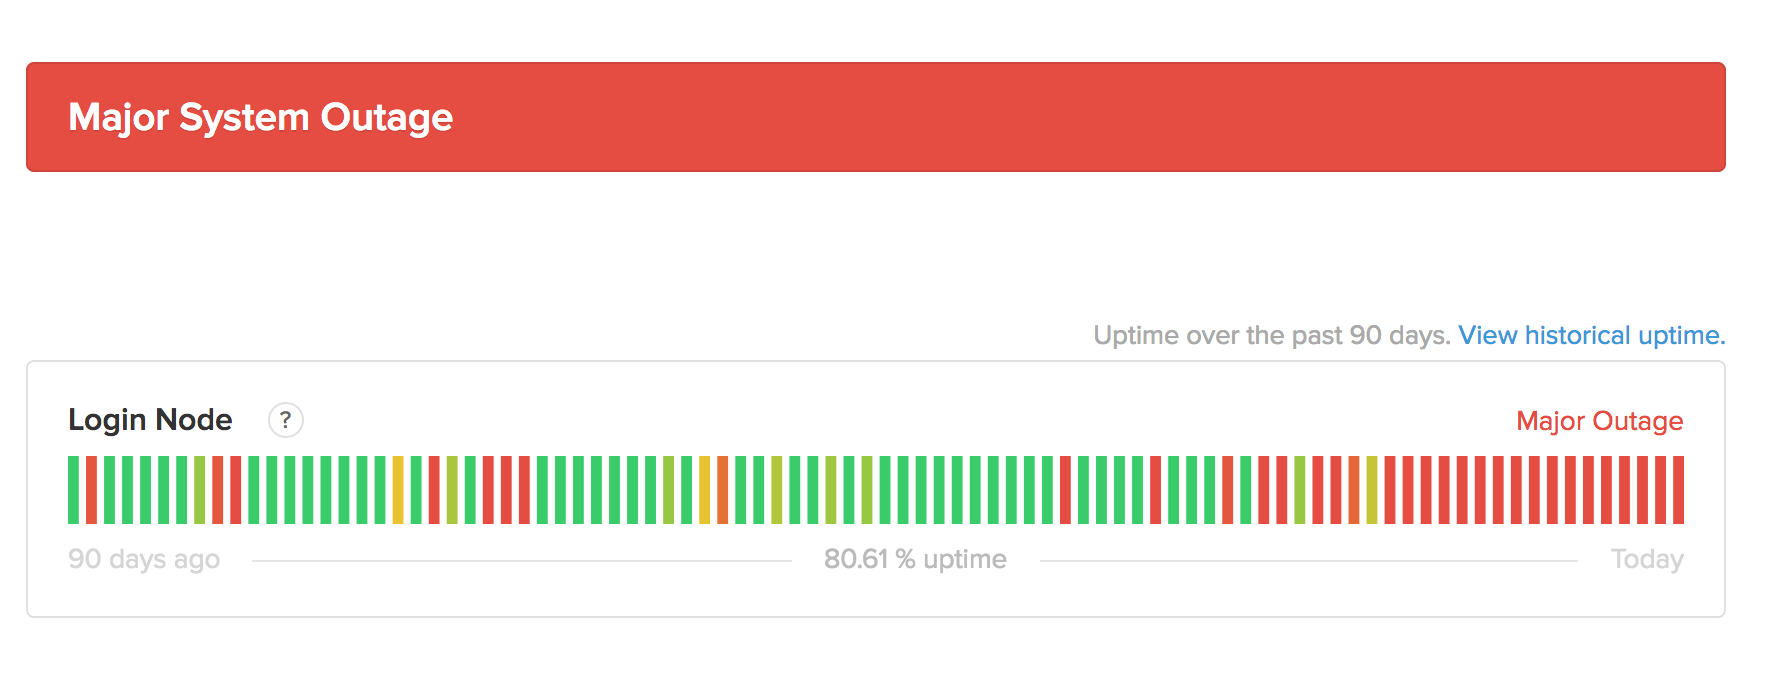 Major System Outage
Uptime over the past 90 days. View historical uptime.
Login Node ? Major Outage
90 days ago 80.61 % uptime Today